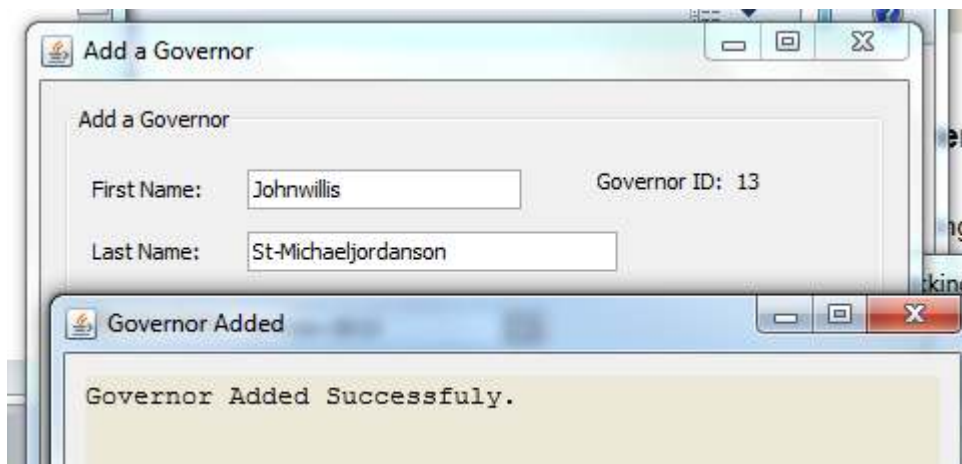 Add a Governor
Add a Governor
First Name: Johnwillis Governor ID: 13
Last Name: St-Michaeljordanson
Governor Added
Governor Added Successfuly.